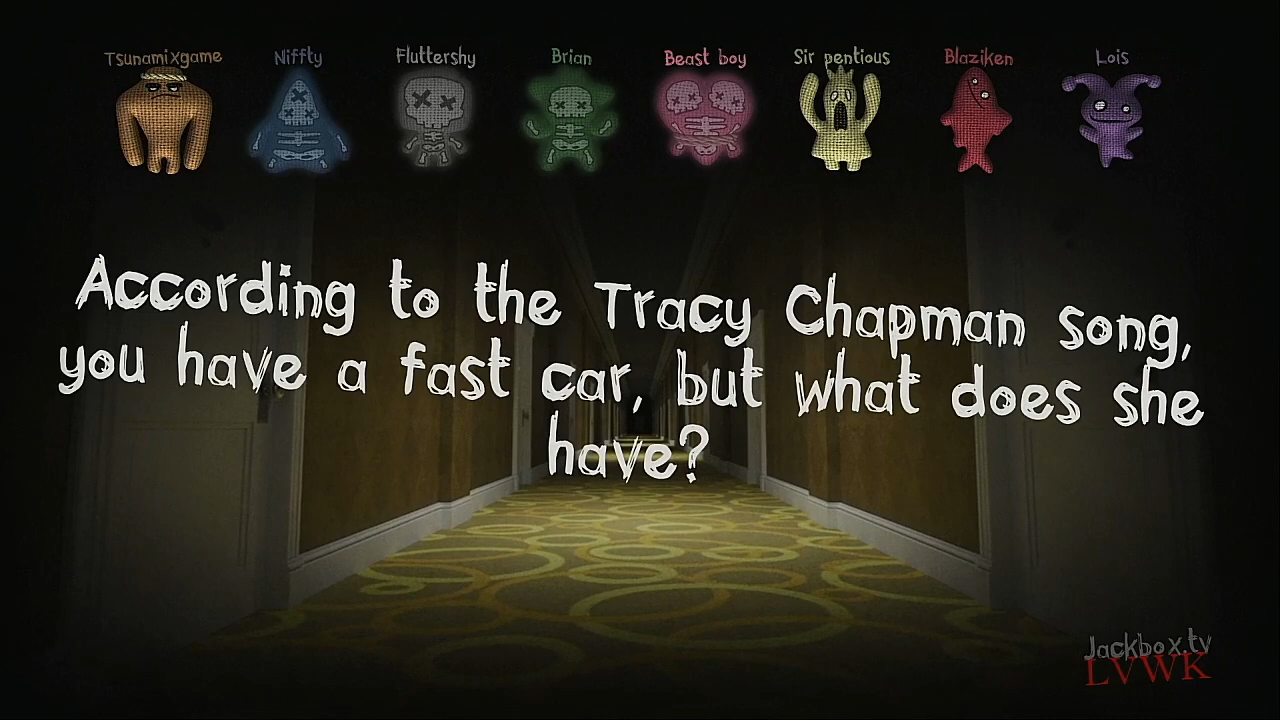 Tsunamixgame Niffty Fluttershy Brian Beast boy Sir pentious Blaziken Lois
According to the Tracy Chapman song,
you have a fast car, but what does she
have?
Jackbox.tv
LVWK